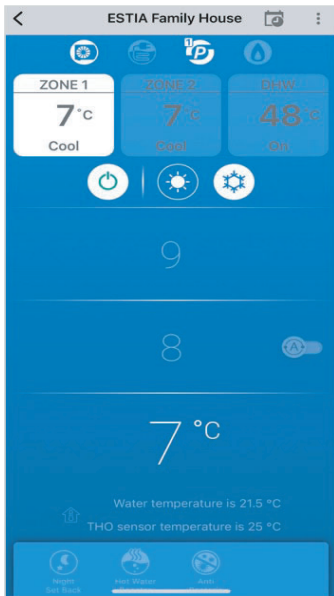 ESTIA Family House
1 P
ZONE 1
ZONE 2
DHW
7 °C
7 °C
48 °C
Cool
Cool
On
9
8
A
7 °C
Water temperature is 21.5 °C
THO sensor temperature is 25 °C
Night
Set Back
Hot Water
Anti